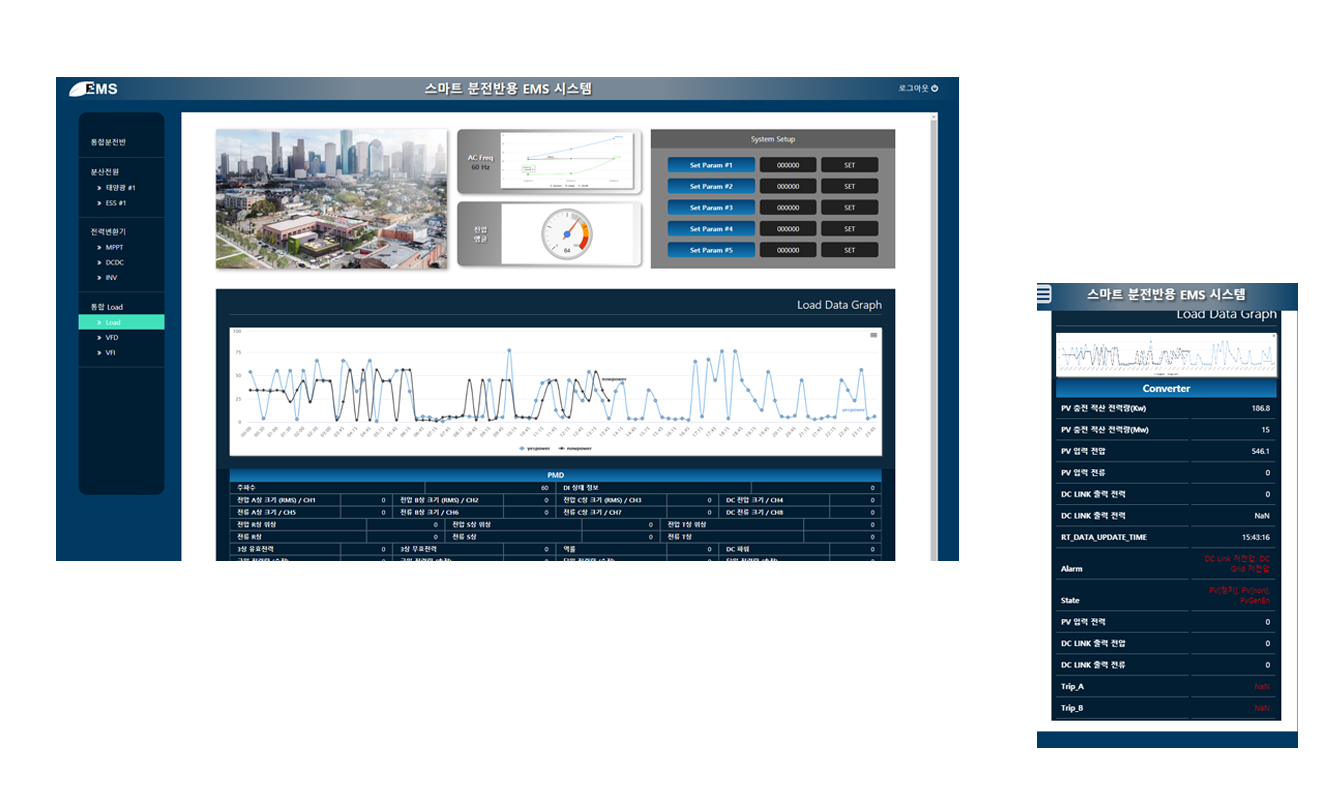 EMS
스마트 분전반용 EMS 시스템
로그아웃
통합분전반
분산전원
» 태양광 #1
» ESS #1
전력변환기
» MPPT
» DCDC
» INV
통합 Load
» Load
» VFD
» VFI
AC Freq
60 Hz
전압
평균
64
System Setup
Set Param #1 000000 SET
Set Param #2 000000 SET
Set Param #3 000000 SET
Set Param #4 000000 SET
Set Param #5 000000 SET
Load Data Graph
100
75
50
25
0
nowpower
yespower
yespower nowpower
PMD
주파수 60 DI 상태 정보 0
전압 A상 크기 (RMS) / CH1 0 전압 B상 크기 (RMS) / CH2 0 전압 C상 크기 (RMS) / CH3 0 DC 전압 크기 / CH4 0
전류 A상 크기 / CH5 0 전류 B상 크기 / CH6 0 전류 C상 크기 / CH7 0 DC 전류 크기 / CH8 0
전압 R상 위상 0 전압 S상 위상 0 전압 T상 위상 0
전류 R상 0 전류 S상 0 전류 T상 0
3상 유효전력 0 3상 무효전력 0 역률 0 DC 파워 0
스마트 분전반용 EMS 시스템
Load Data Graph
Converter
PV 충전 적산 전력량(Kw) 186.8
PV 충전 적산 전력량(Mw) 15
PV 입력 전압 546.1
PV 입력 전류 0
DC LINK 출력 전력 0
DC LINK 출력 전력 NaN
RT_DATA_UPDATE_TIME 15:43:16
DC Link 저전압, DC
Alarm Grid 저전압
PV[정지], PV[non],
State PvGenEn
PV 입력 전력 0
DC LINK 출력 전압 0
DC LINK 출력 전류 0
Trip_A NaN
Trip_B NaN